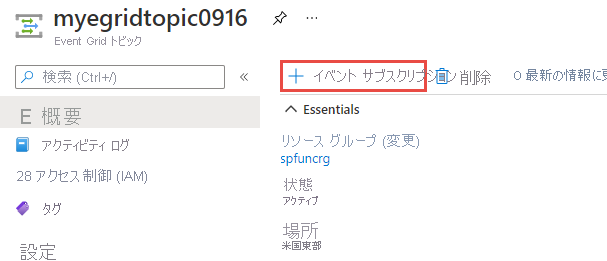 myegridtopic0916
Event Grid トピック
検索 (Ctrl+/)
«
E 概要
アクティビティ ログ
28 アクセス制御 (IAM)
タグ
設定
+ イベント サブスクリプション
削除
O 最新の情報に更
Essentials
リソース グループ (変更)
spfuncrg
状態
アクティブ
場所
米国東部